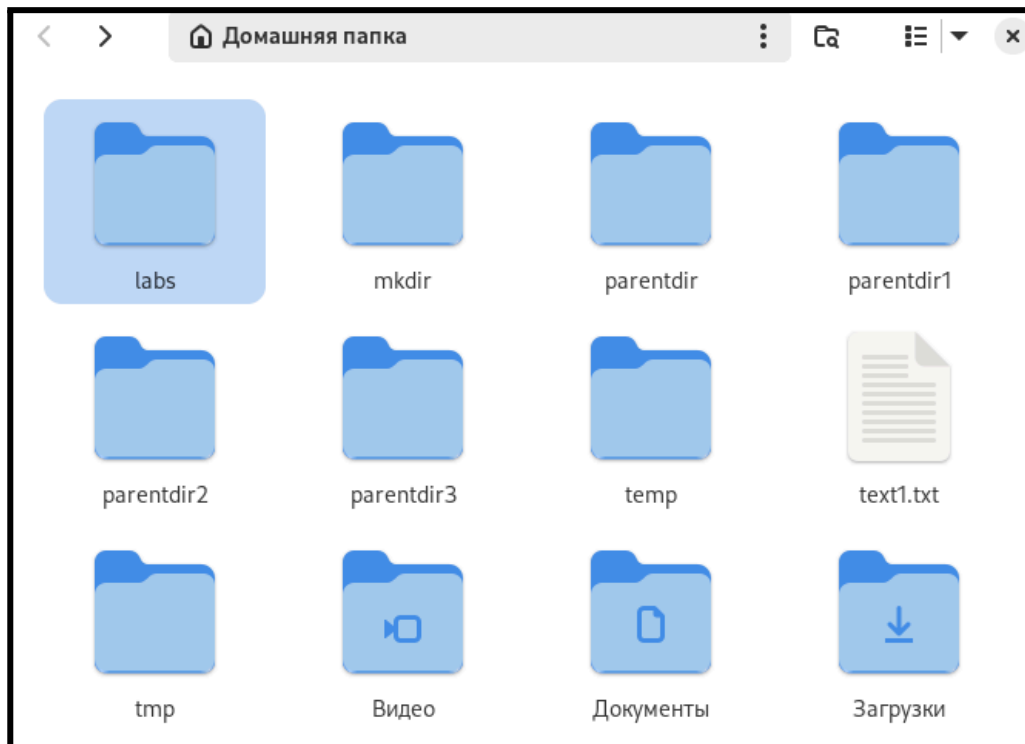 Домашняя папка
labs
mkdir
parentdir
parentdir1
parentdir2
parentdir3
temp
text1.txt
tmp
Видео
Документы
Загрузки